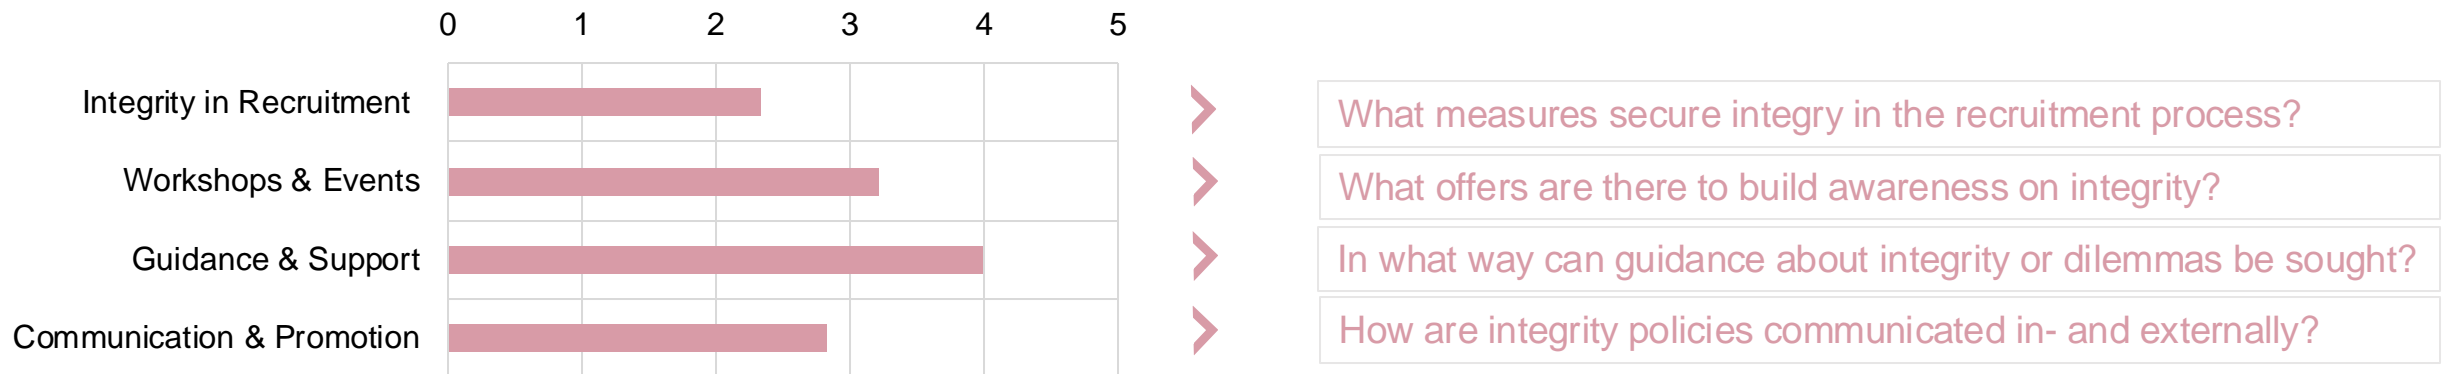 0 1 2 3 4 5
Integrity in Recruitment
What measures secure integry in the recruitment process?
Workshops & Events
What offers are there to build awareness on integrity?
Guidance & Support
In what way can guidance about integrity or dilemmas be sought?
Communication & Promotion
How are integrity policies communicated in- and externally?